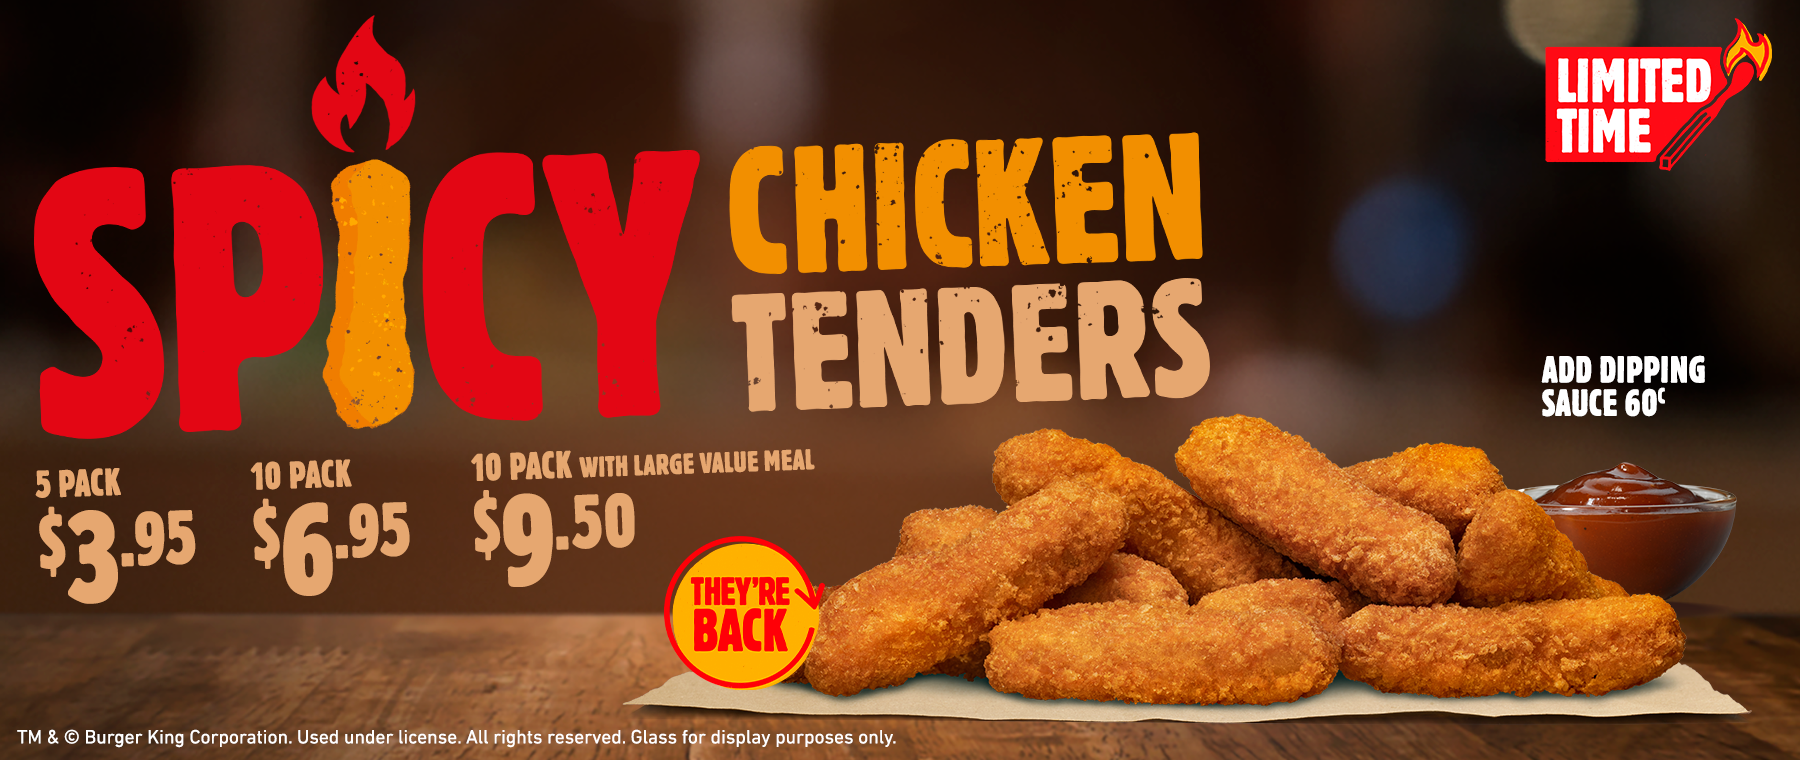 LIMITED
TIME
SPICY
CHICKEN
TENDERS
5 PACK
$3.95
10 PACK
$6.95
10 PACK WITH LARGE VALUE MEAL
$9.50
ADD DIPPING
SAUCE 60c
THEY'RE
BACK
TM & © Burger King Corporation. Used under license. All rights reserved. Glass for display purposes only.